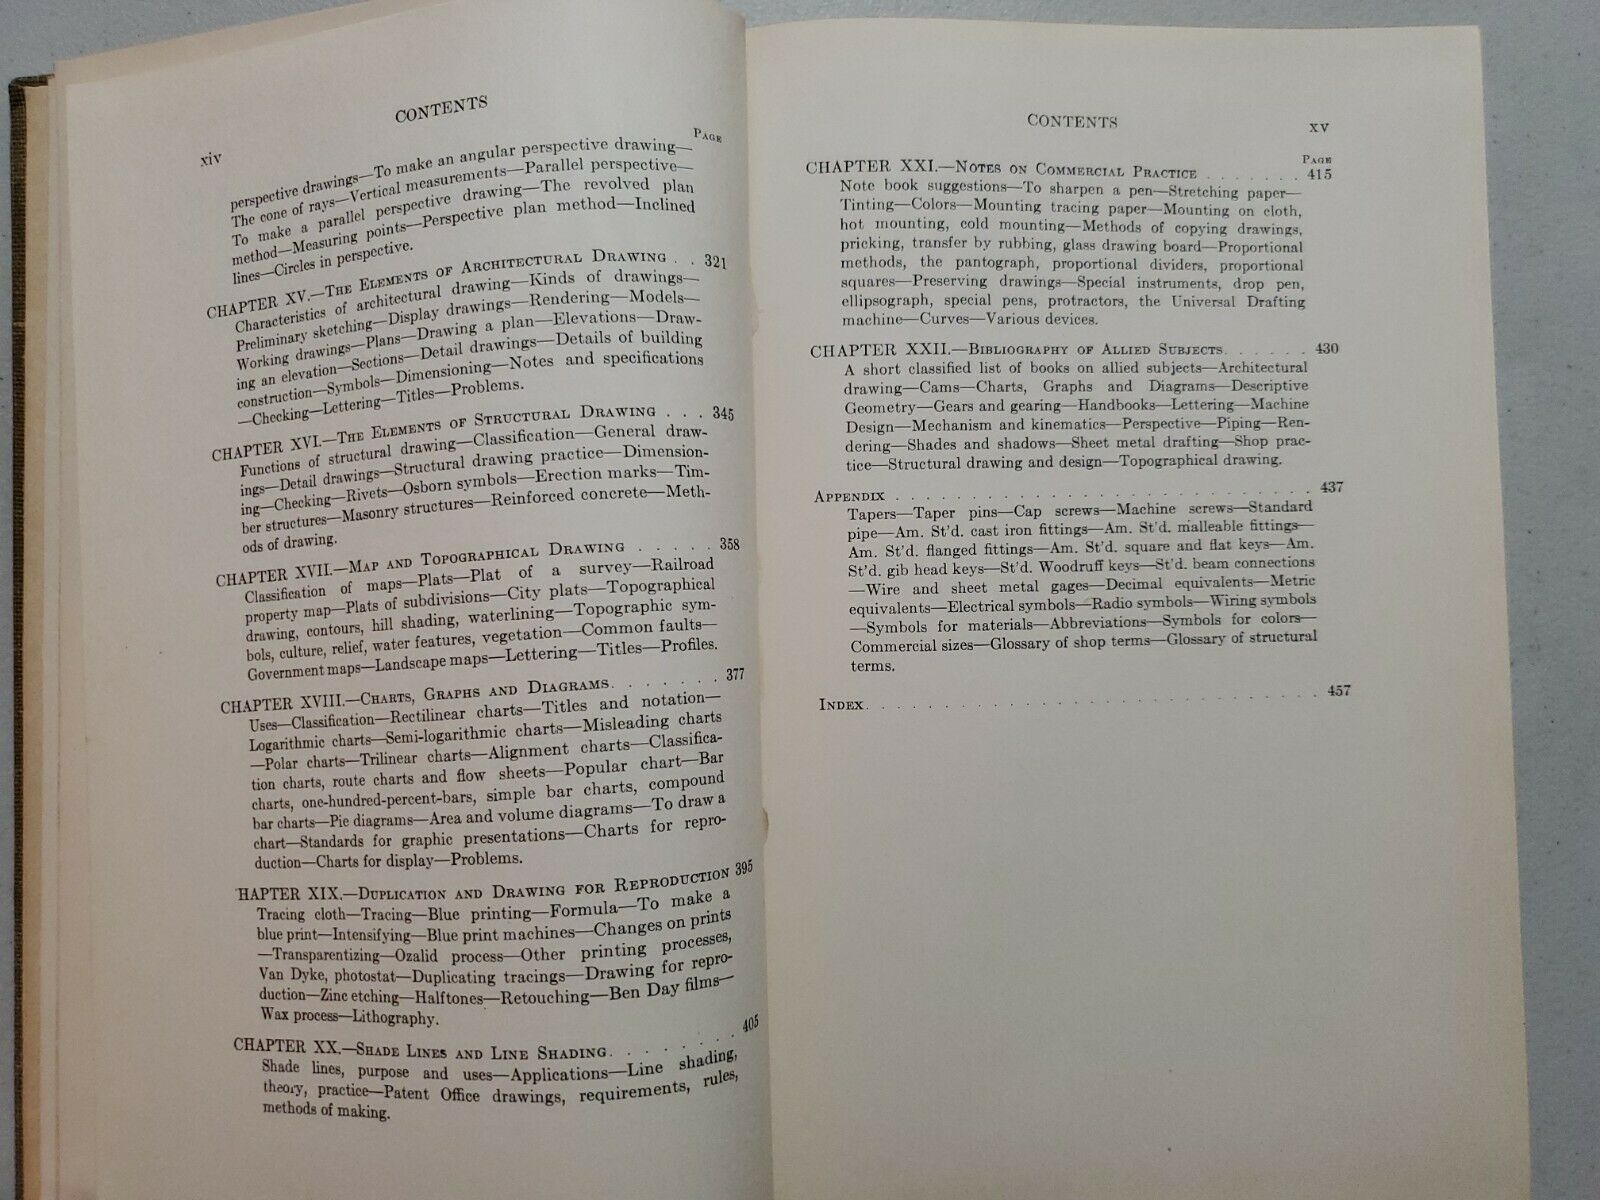 CONTENTS
xiv
PAGE
perspective drawings—To make an angular perspective drawing—
The cone of rays—Vertical measurements—Parallel perspective—
To make a parallel perspective drawing—The revolved plan
method—Measuring points—Perspective plan method—Inclined
lines—Circles in perspective.
CHAPTER XV.—THE ELEMENTS OF ARCHITECTURAL DRAWING . . 321
Characteristics of architectural drawing—Kinds of drawings—
Preliminary sketching—Display drawings—Rendering—Models—
Working drawings—Plans—Drawing a plan—Elevations—Draw-
ing an elevation—Sections—Detail drawings—Details of building
construction—Symbols—Dimensioning—Notes and specifications
—Checking—Lettering—Titles—Problems.
CHAPTER XVI.—THE ELEMENTS OF STRUCTURAL DRAWING . . . 345
Functions of structural drawing—Classification—General draw-
ings—Detail drawings—Structural drawing practice—Dimension-
ing—Checking—Rivets—Osborn symbols—Erection marks—Tim-
ber structures—Masonry structures—Reinforced concrete—Meth-
ods of drawing.
CHAPTER XVII.—MAP AND TOPOGRAPHICAL DRAWING . . . . . 358
Classification of maps—Plats—Plat of a survey—Railroad
property map—Plats of subdivisions—City plats—Topographical
drawing, contours, hill shading, waterlining—Topographic sym-
bols, culture, relief, water features, vegetation—Common faults—
Government maps—Landscape maps—Lettering—Titles—Profiles.
CHAPTER XVIII.—CHARTS, GRAPHS AND DIAGRAMS. . . . . . . 377
Uses—Classification—Rectilinear charts—Titles and notation—
Logarithmic charts—Semi-logarithmic charts—Misleading charts
—Polar charts—Trilinear charts—Alignment charts—Classifica-
tion charts, route charts and flow sheets—Popular chart—Bar
charts, one-hundred-percent-bars, simple bar charts, compound
bar charts—Pie diagrams—Area and volume diagrams—To draw a
chart—Standards for graphic presentations—Charts for repro-
duction—Charts for display—Problems.
HAPTER XIX.—DUPLICATION AND DRAWING FOR REPRODUCTION 395
Tracing cloth—Tracing—Blue printing—Formula—To make a
blue print—Intensifying—Blue print machines—Changes on prints
—Transparentizing—Ozalid process—Other printing processes,
Van Dyke, photostat—Duplicating tracings—Drawing for repro-
duction—Zinc etching—Halftones—Retouching—Ben Day films—
Wax process—Lithography.
CHAPTER XX.—SHADE LINES AND LINE SHADING. . . . . . . . 405
Shade lines, purpose and uses—Applications—Line shading,
theory, practice—Patent Office drawings, requirements, rules,
methods of making.
CONTENTS
xv
PAGE
CHAPTER XXI.—NOTES ON COMMERCIAL PRACTICE . . . . . . . 415
Note book suggestions—To sharpen a pen—Stretching paper—
Tinting—Colors—Mounting tracing paper—Mounting on cloth,
hot mounting, cold mounting—Methods of copying drawings,
pricking, transfer by rubbing, glass drawing board—Proportional
methods, the pantograph, proportional dividers, proportional
squares—Preserving drawings—Special instruments, drop pen,
ellipsograph, special pens, protractors, the Universal Drafting
machine—Curves—Various devices.
CHAPTER XXII.—BIBLIOGRAPHY OF ALLIED SUBJECTS. . . . . . 430
A short classified list of books on allied subjects—Architectural
drawing—Cams—Charts, Graphs and Diagrams—Descriptive
Geometry—Gears and gearing—Handbooks—Lettering—Machine
Design—Mechanism and kinematics—Perspective—Piping—Ren-
dering—Shades and shadows—Sheet metal drafting—Shop prac-
tice—Structural drawing and design—Topographical drawing.
APPENDIX . . . . . . . . . . . . . . . . . . . . . . . . . . 437
Tapers—Taper pins—Cap screws—Machine screws—Standard
pipe—Am. St'd. cast iron fittings—Am. St'd. malleable fittings—
Am. St'd. flanged fittings—Am. St'd. square and flat keys—Am.
St'd. gib head keys—St'd. Woodruff keys—St'd. beam connections
—Wire and sheet metal gages—Decimal equivalents—Metric
equivalents—Electrical symbols—Radio symbols—Wiring symbols
—Symbols for materials—Abbreviations—Symbols for colors—
Commercial sizes—Glossary of shop terms—Glossary of structural
terms.
INDEX. . . . . . . . . . . . . . . . . . . . . . . . . . . . 457